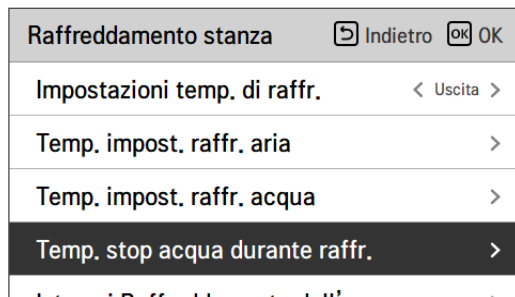 Raffreddamento stanza Indietro OK OK
Impostazioni temp. di raffr. < Uscita >
Temp. impost. raffr. aria >
Temp. impost. raffr. acqua >
Temp. stop acqua durante raffr. >